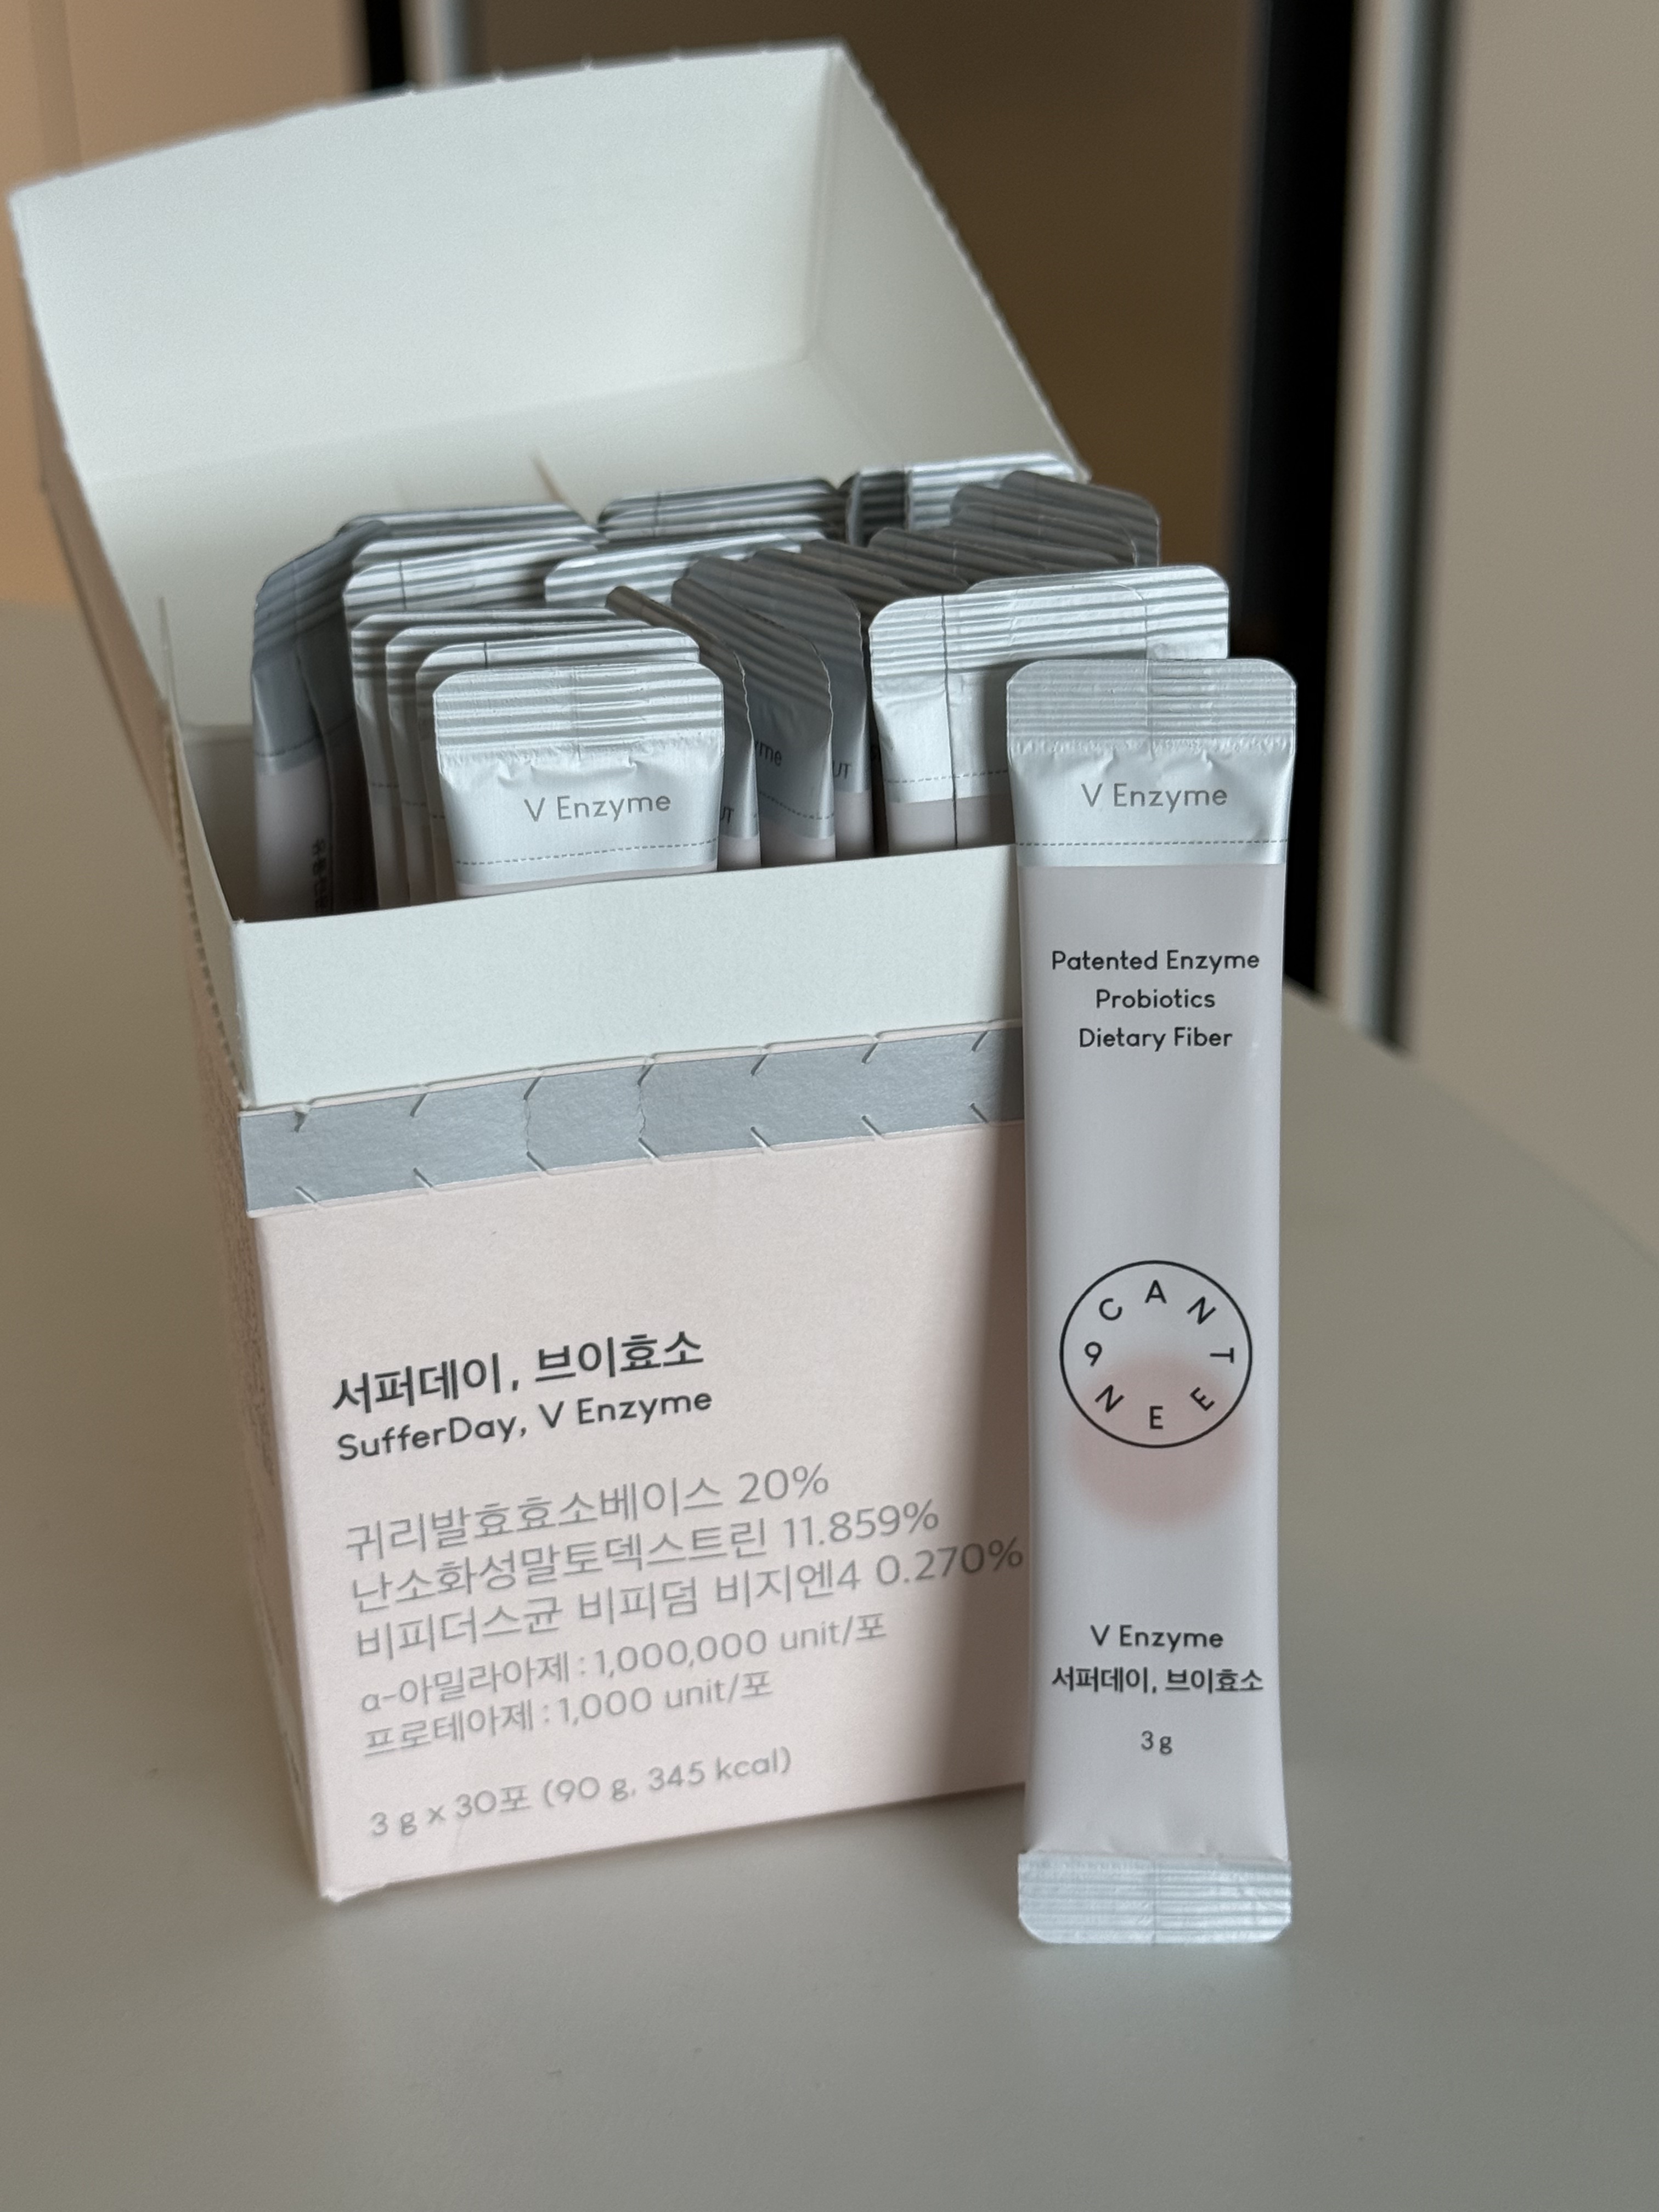 V Enzyme
V Enzyme
Patented Enzyme
Probiotics
Dietary Fiber
CANTEEN9
V Enzyme
서퍼데이, 브이효소
3 g
서퍼데이, 브이효소
SufferDay, V Enzyme
귀리발효효소베이스 20%
난소화성말토덱스트린 11.859%
비피더스균 비피덤 비지엔4 0.270%
α-아밀라아제 : 1,000,000 unit/포
프로테아제 : 1,000 unit/포
3 g x 30포 (90 g, 345 kcal)